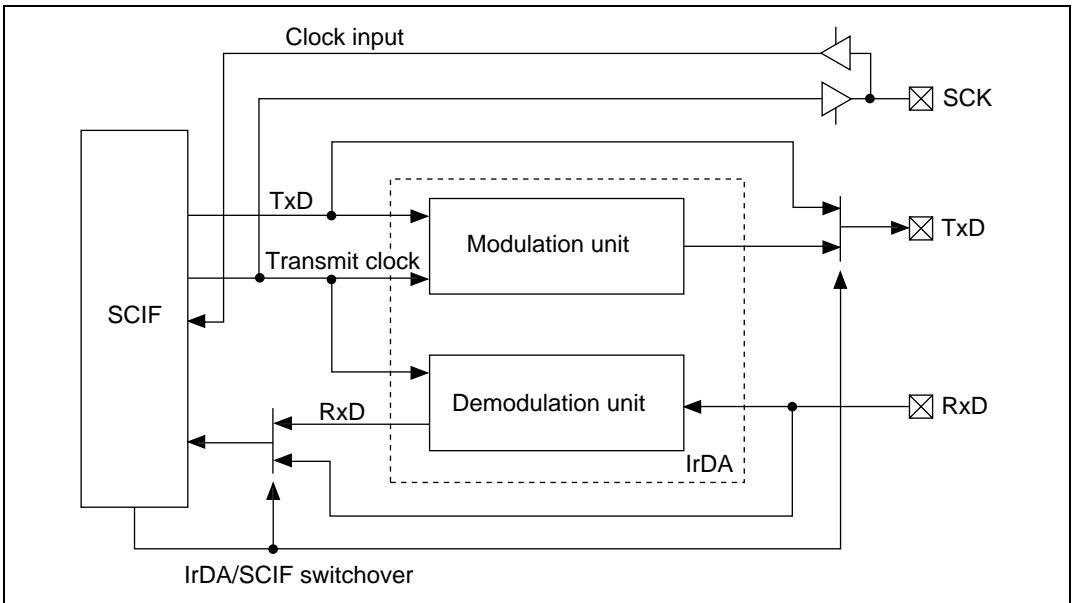 Clock input
SCK
TxD
Modulation unit
TxD
Transmit clock
SCIF
Demodulation unit
RxD
RxD
IrDA
IrDA/SCIF switchover